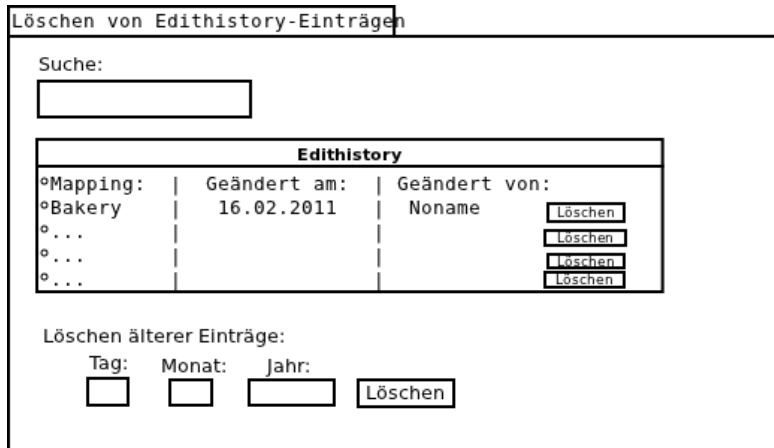 Löschen von Edithistory-Einträgen
Suche:
Edithistory
°Mapping: | Geändert am: | Geändert von:
°Bakery | 16.02.2011 | Noname Löschen
°... | | Löschen
°... | | Löschen
°... | | Löschen
Löschen älterer Einträge:
Tag: Monat: Jahr:
Löschen